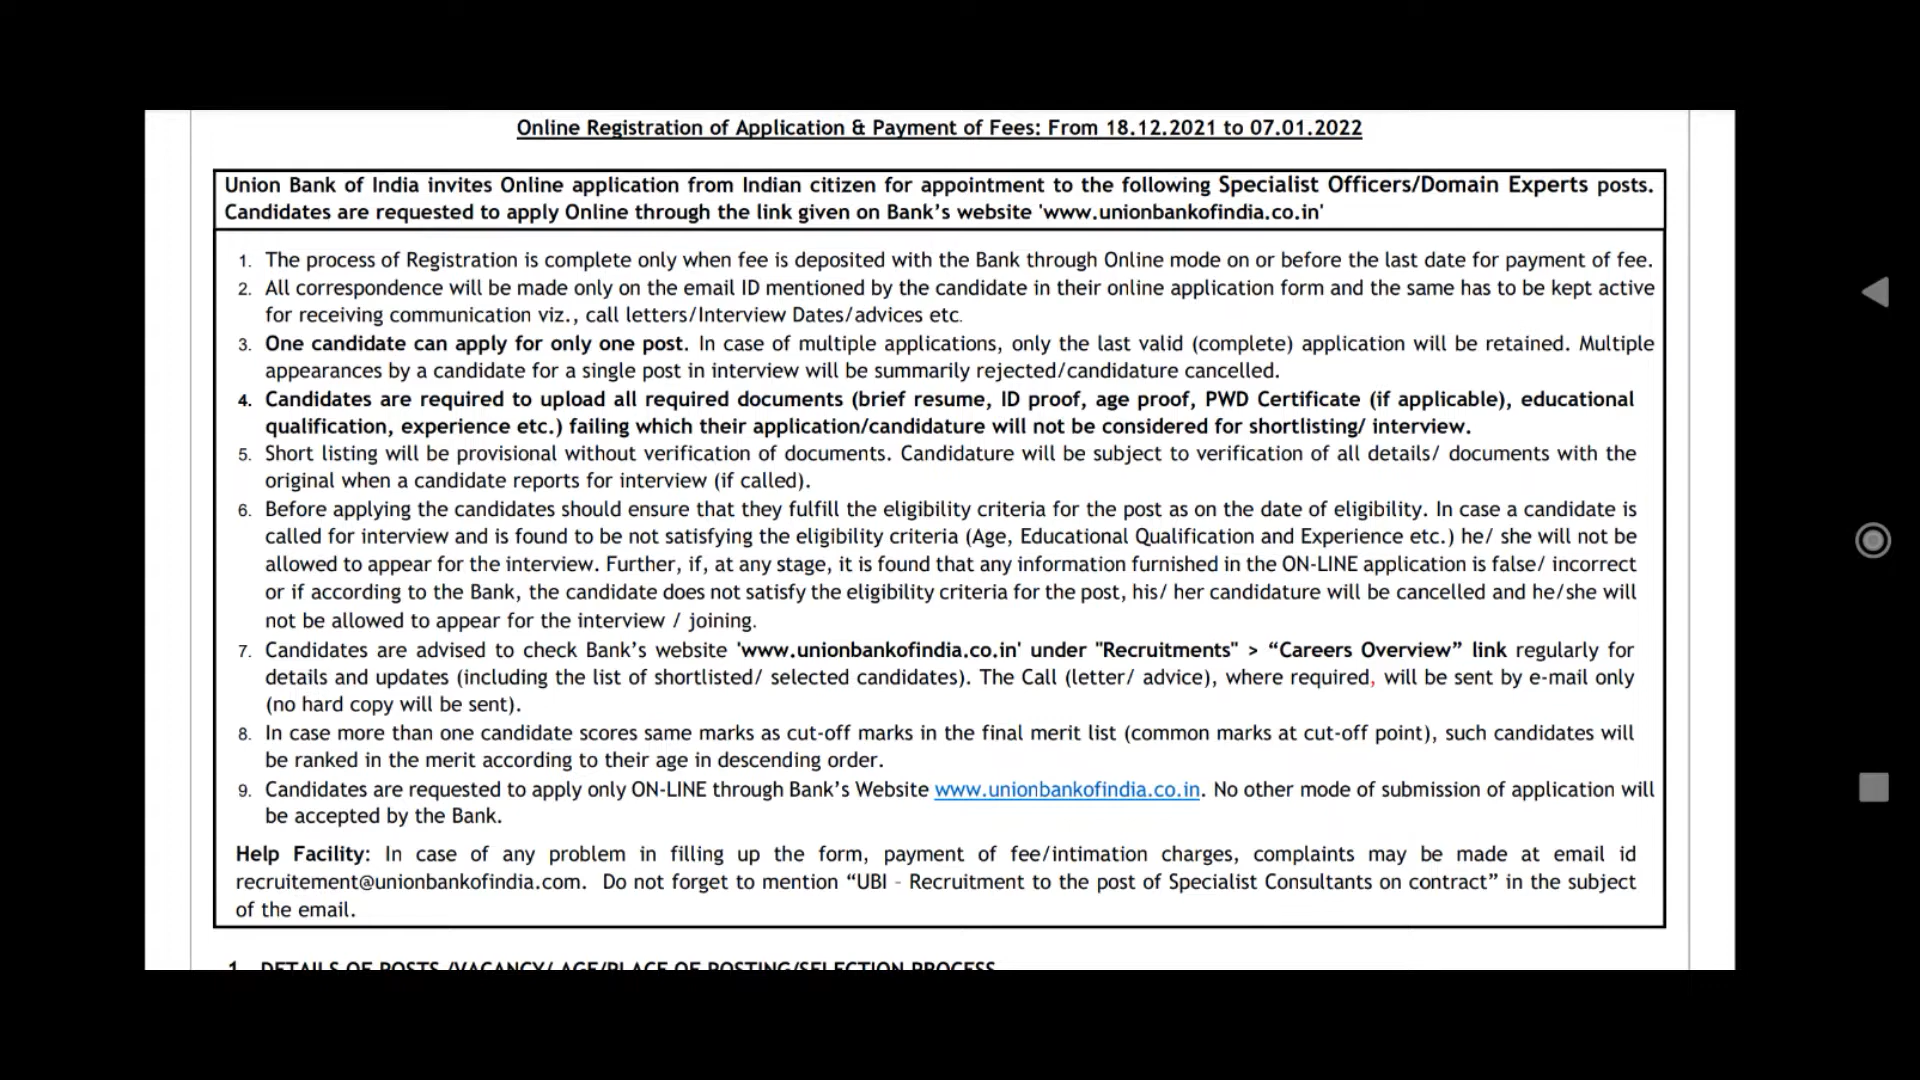 Online Registration of Application & Payment of Fees: From 18.12.2021 to 07.01.2022
Union Bank of India invites Online application from Indian citizen for appointment to the following Specialist Officers/Domain Experts posts.
Candidates are requested to apply Online through the link given on Bank’s website 'www.unionbankofindia.co.in'
1. The process of Registration is complete only when fee is deposited with the Bank through Online mode on or before the last date for payment of fee.
2. All correspondence will be made only on the email ID mentioned by the candidate in their online application form and the same has to be kept active
for receiving communication viz., call letters/Interview Dates/advices etc.
3. One candidate can apply for only one post. In case of multiple applications, only the last valid (complete) application will be retained. Multiple
appearances by a candidate for a single post in interview will be summarily rejected/candidature cancelled.
4. Candidates are required to upload all required documents (brief resume, ID proof, age proof, PWD Certificate (if applicable), educational
qualification, experience etc.) failing which their application/candidature will not be considered for shortlisting/ interview.
5. Short listing will be provisional without verification of documents. Candidature will be subject to verification of all details/ documents with the
original when a candidate reports for interview (if called).
6. Before applying the candidates should ensure that they fulfill the eligibility criteria for the post as on the date of eligibility. In case a candidate is
called for interview and is found to be not satisfying the eligibility criteria (Age, Educational Qualification and Experience etc.) he/ she will not be
allowed to appear for the interview. Further, if, at any stage, it is found that any information furnished in the ON-LINE application is false/ incorrect
or if according to the Bank, the candidate does not satisfy the eligibility criteria for the post, his/ her candidature will be cancelled and he/she will
not be allowed to appear for the interview / joining.
7. Candidates are advised to check Bank’s website 'www.unionbankofindia.co.in' under "Recruitments" > “Careers Overview” link regularly for
details and updates (including the list of shortlisted/ selected candidates). The Call (letter/ advice), where required, will be sent by e-mail only
(no hard copy will be sent).
8. In case more than one candidate scores same marks as cut-off marks in the final merit list (common marks at cut-off point), such candidates will
be ranked in the merit according to their age in descending order.
9. Candidates are requested to apply only ON-LINE through Bank’s Website www.unionbankofindia.co.in. No other mode of submission of application will
be accepted by the Bank.
Help Facility: In case of any problem in filling up the form, payment of fee/intimation charges, complaints may be made at email id
recruitement@unionbankofindia.com. Do not forget to mention “UBI - Recruitment to the post of Specialist Consultants on contract” in the subject
of the email.
1. DETAILS OF POSTS /VACANCY/ AGE/PLACE OF POSTING/SELECTION PROCESS